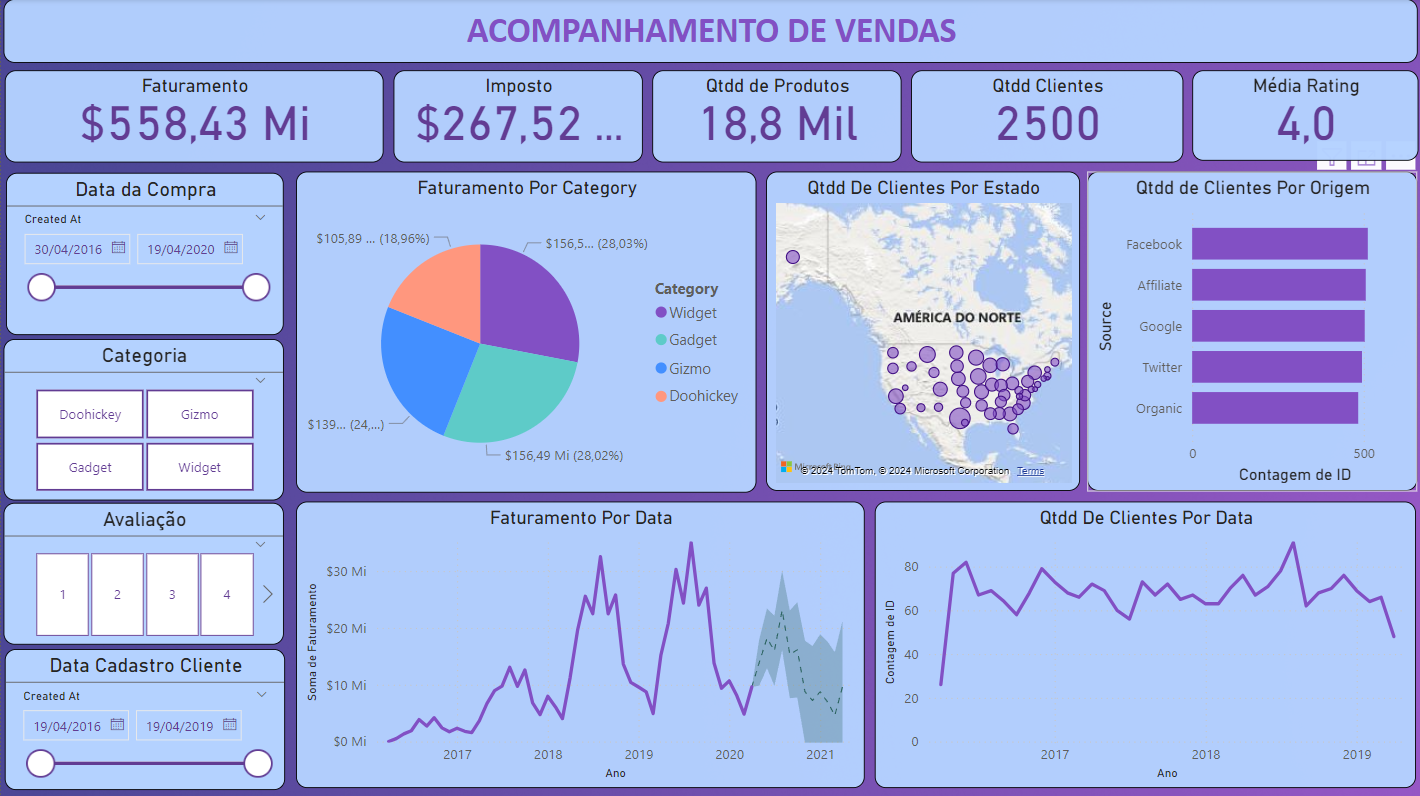 ACOMPANHAMENTO DE VENDAS
Faturamento
$558,43 Mi
Imposto
$267,52 ...
Qtdd de Produtos
18,8 Mil
Qtdd Clientes
2500
Média Rating
4,0
Data da Compra
Created At
30/04/2016
19/04/2020
Categoria
Doohickey
Gizmo
Gadget
Widget
Avaliação
1
2
3
4
Data Cadastro Cliente
Created At
19/04/2016
19/04/2019
Faturamento Por Category
$105,89 ... (18,96%)
$156,5... (28,03%)
$139... (24,...)
$156,49 Mi (28,02%)
Category
Widget
Gadget
Gizmo
Doohickey
Qtdd De Clientes Por Estado
AMÉRICA DO NORTE
© 2024 TomTom, © 2024 Microsoft Corporation Terms
Qtdd de Clientes Por Origem
Source
Facebook
Affiliate
Google
Twitter
Organic
0
500
Contagem de ID
Faturamento Por Data
Soma de Faturamento
$30 Mi
$20 Mi
$10 Mi
$0 Mi
2017
2018
2019
2020
2021
Ano
Qtdd De Clientes Por Data
Contagem de ID
80
60
40
20
0
2017
2018
2019
Ano